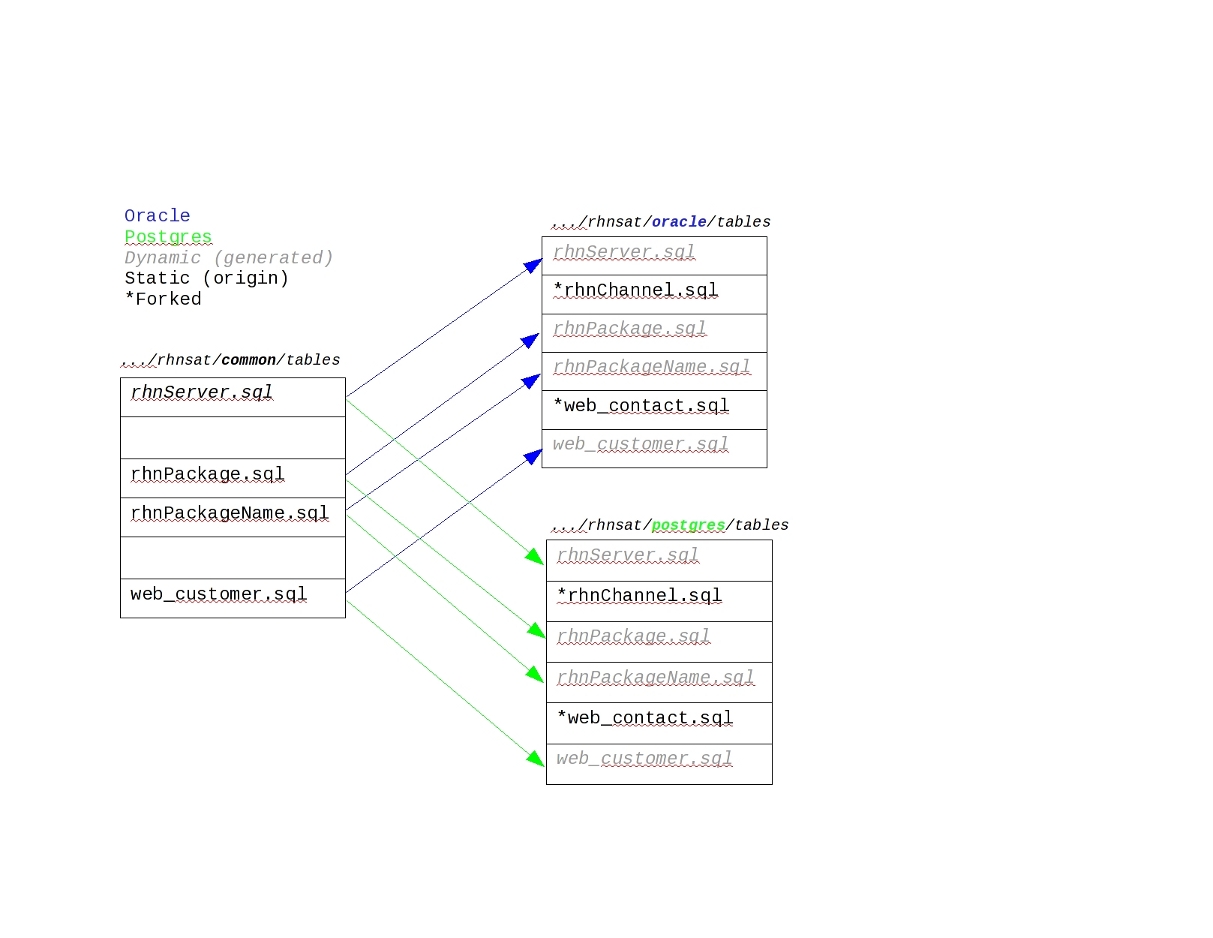 Oracle
Postgres
Dynamic (generated)
Static (origin)
*Forked
.../rhnsat/common/tables
rhnServer.sql
rhnPackage.sql
rhnPackageName.sql
web_customer.sql
.../rhnsat/oracle/tables
rhnServer.sql
*rhnChannel.sql
rhnPackage.sql
rhnPackageName.sql
*web_contact.sql
web_customer.sql
.../rhnsat/postgres/tables
rhnServer.sql
*rhnChannel.sql
rhnPackage.sql
rhnPackageName.sql
*web_contact.sql
web_customer.sql